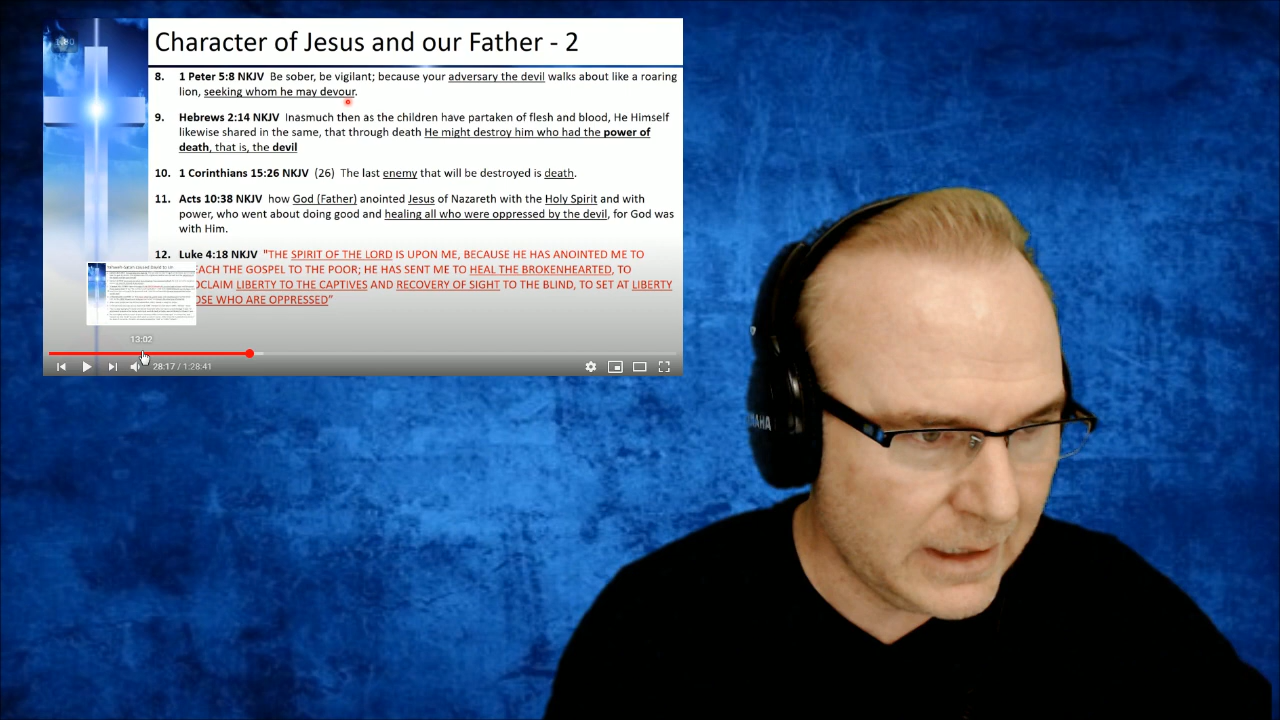 Character of Jesus and our Father - 2
8. 1 Peter 5:8 NKJV Be sober, be vigilant; because your adversary the devil walks about like a roaring
lion, seeking whom he may devour.
9. Hebrews 2:14 NKJV Inasmuch then as the children have partaken of flesh and blood, He Himself
likewise shared in the same, that through death He might destroy him who had the power of
death, that is, the devil
10. 1 Corinthians 15:26 NKJV (26) The last enemy that will be destroyed is death.
11. Acts 10:38 NKJV how God (Father) anointed Jesus of Nazareth with the Holy Spirit and with
power, who went about doing good and healing all who were oppressed by the devil, for God was
with Him.
12. Luke 4:18 NKJV "THE SPIRIT OF THE LORD IS UPON ME, BECAUSE HE HAS ANOINTED ME TO
EACH THE GOSPEL TO THE POOR; HE HAS SENT ME TO HEAL THE BROKENHEARTED, TO
OCLAIM LIBERTY TO THE CAPTIVES AND RECOVERY OF SIGHT TO THE BLIND, TO SET AT LIBERTY
OSE WHO ARE OPPRESSED"
13:02
28:17 / 1:28:41